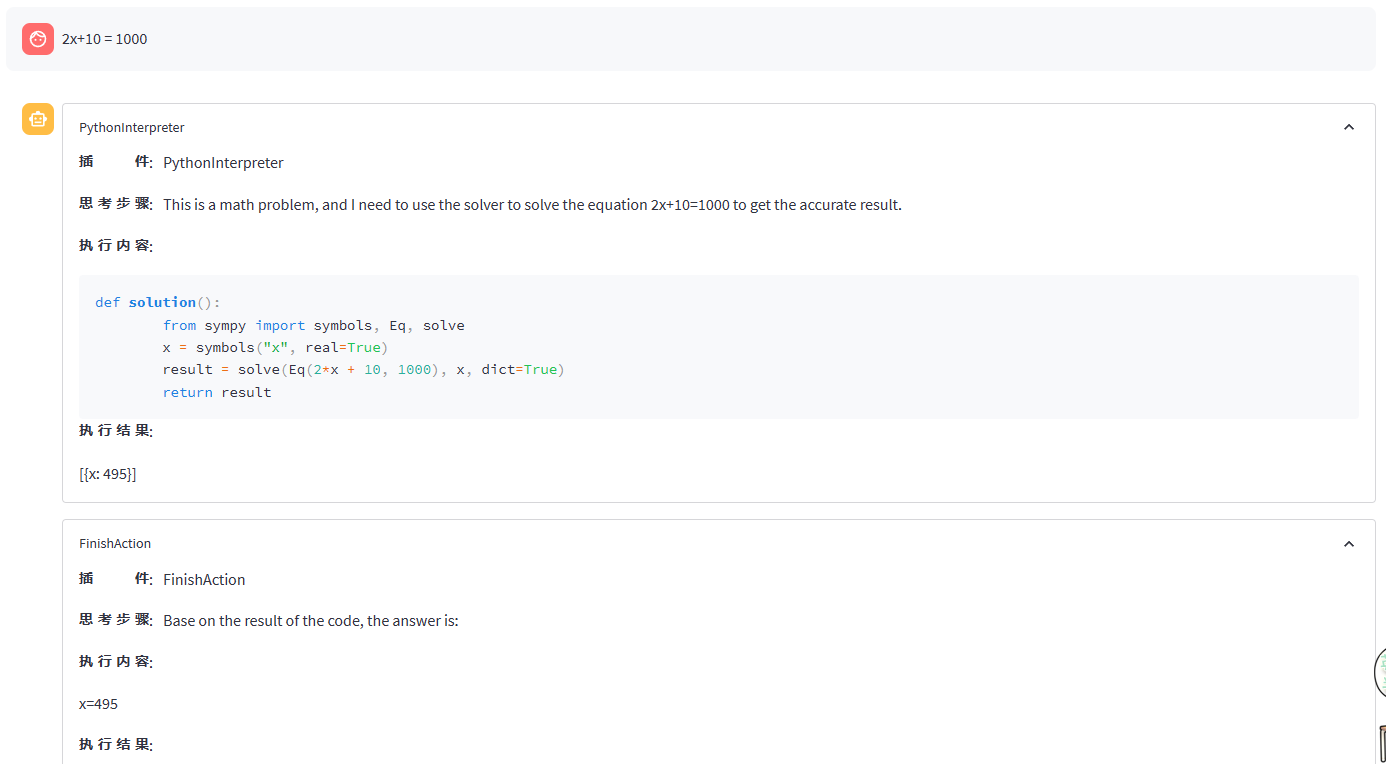 2x+10 = 1000
PythonInterpreter
插 件: PythonInterpreter
思考步骤: This is a math problem, and I need to use the solver to solve the equation 2x+10=1000 to get the accurate result.
执行内容:
def solution():
        from sympy import symbols, Eq, solve
        x = symbols("x", real=True)
        result = solve(Eq(2*x + 10, 1000), x, dict=True)
        return result
执行结果:
[{x: 495}]
FinishAction
插 件: FinishAction
思考步骤: Base on the result of the code, the answer is:
执行内容:
x=495
执行结果: